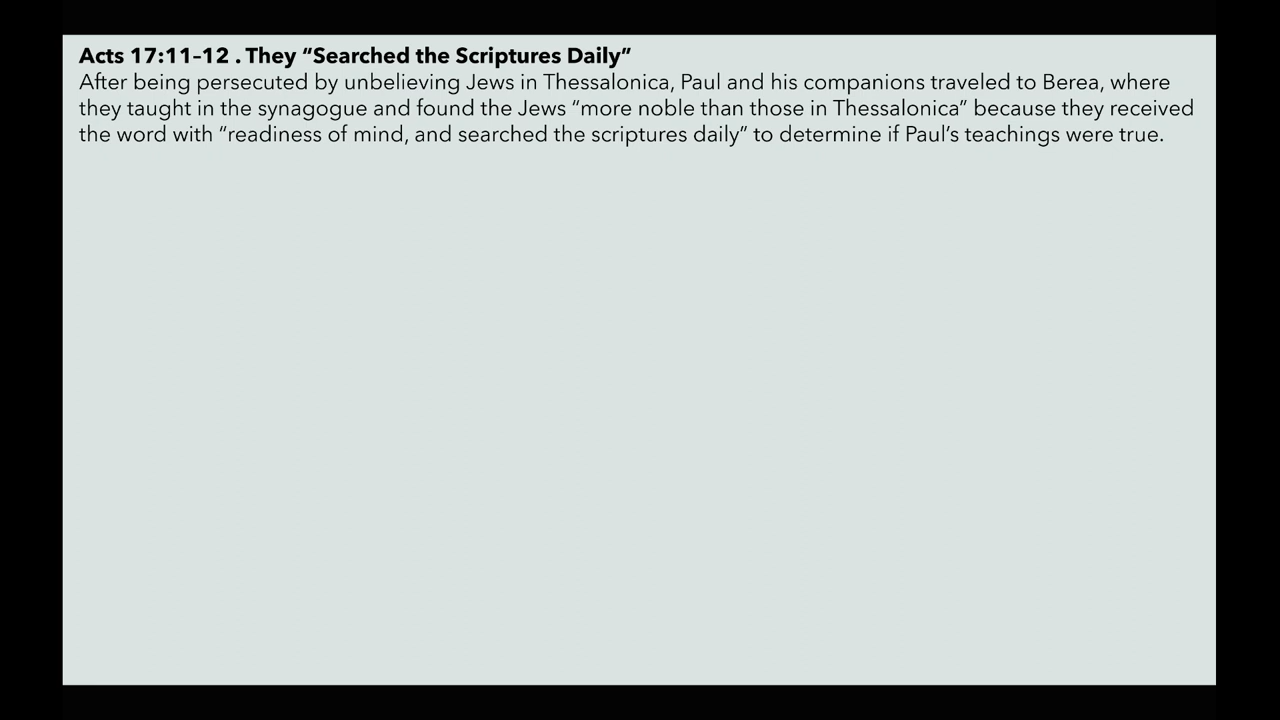 Acts 17:11–12 . They “Searched the Scriptures Daily”
After being persecuted by unbelieving Jews in Thessalonica, Paul and his companions traveled to Berea, where
they taught in the synagogue and found the Jews “more noble than those in Thessalonica” because they received
the word with “readiness of mind, and searched the scriptures daily” to determine if Paul’s teachings were true.